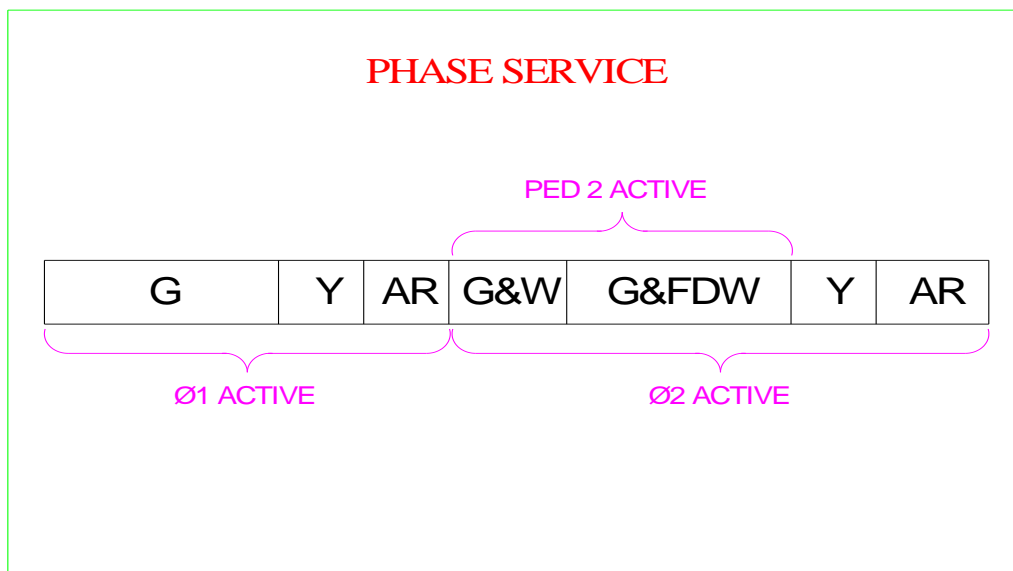 PHASE SERVICE
PED 2 ACTIVE
G Y AR G&W G&FDW Y AR
Ø1 ACTIVE Ø2 ACTIVE